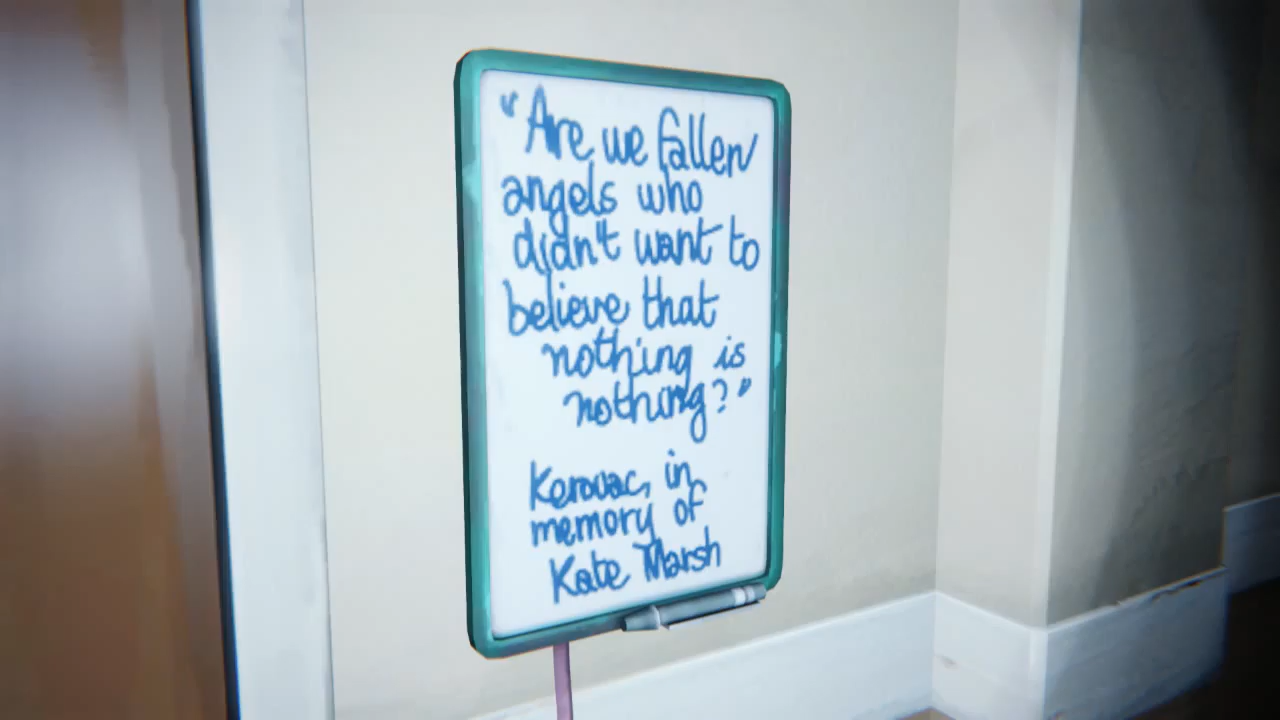 "Are we fallen
angels who
didn't want to
believe that
nothing is
nothing?"
Kerouac, in
memory of
Kate Marsh